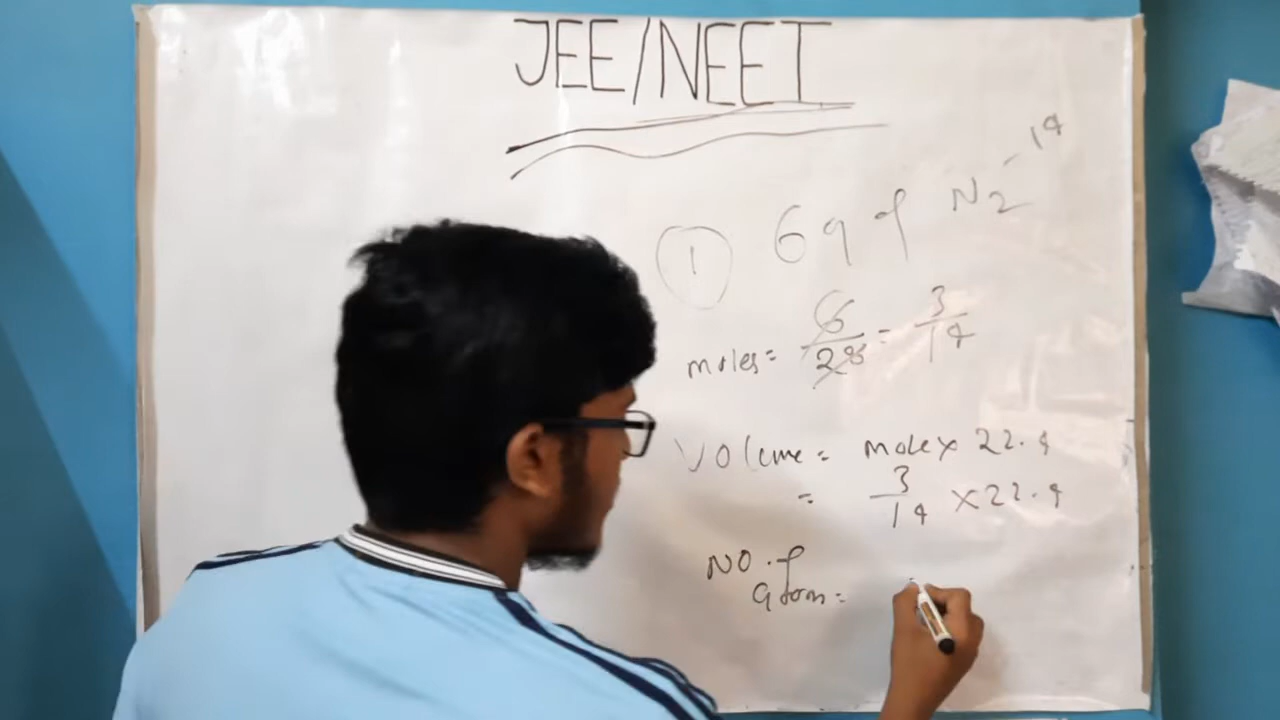 JEE/NEET
① 6g of N2 - 14
moles = 6/28 = 3/14
Volume = mole x 22.4
= 3/14 x 22.4
NO. of
atom =